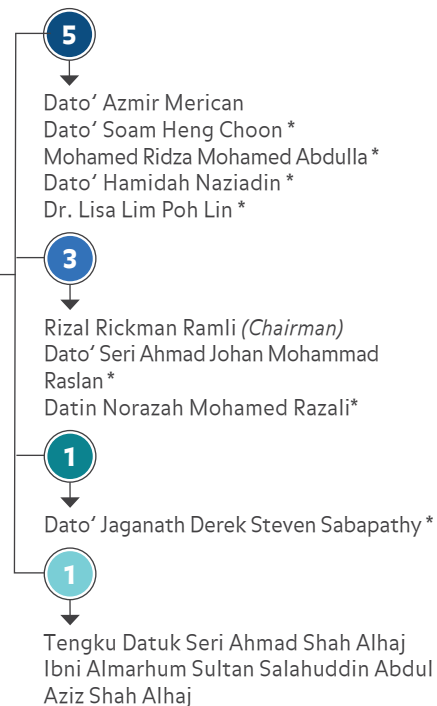 5
Dato‘ Azmir Merican
Dato‘ Soam Heng Choon *
Mohamed Ridza Mohamed Abdulla *
Dato‘ Hamidah Naziadin *
Dr. Lisa Lim Poh Lin *
3
Rizal Rickman Ramli (Chairman)
Dato‘ Seri Ahmad Johan Mohammad
Raslan *
Datin Norazah Mohamed Razali*
1
Dato‘ Jaganath Derek Steven Sabapathy *
1
Tengku Datuk Seri Ahmad Shah Alhaj
Ibni Almarhum Sultan Salahuddin Abdul
Aziz Shah Alhaj